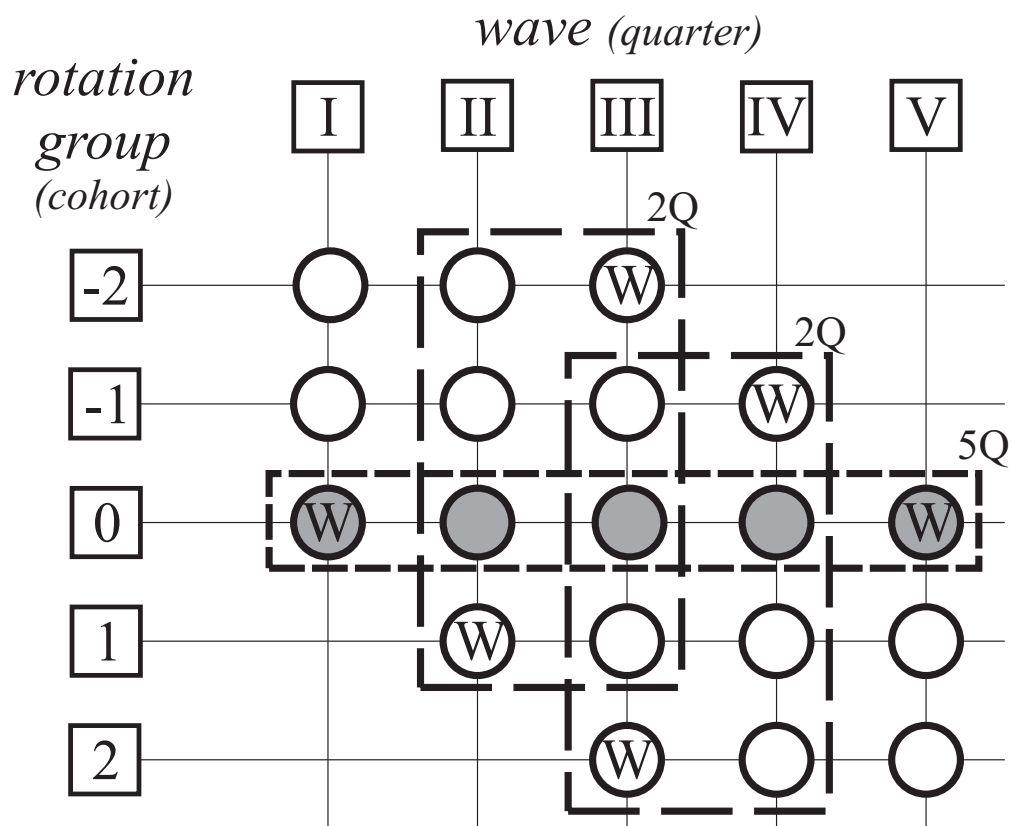 wave (quarter)
rotation
group
(cohort)
I II III IV V
2Q
-2 W
2Q
-1 W
5Q
0 W W
1 W
2 W